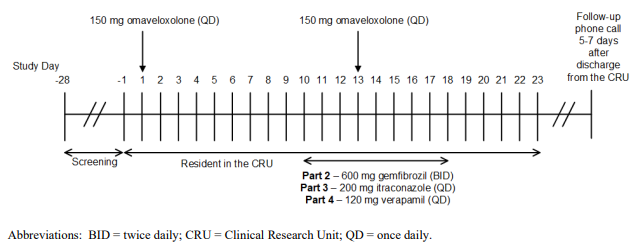 150 mg omaveloxolone (QD)
150 mg omaveloxolone (QD)
Follow-up
phone call
5-7 days
after
discharge
from the CRU
Study Day
-28
-1 1 2 3 4 5 6 7 8 9 10 11 12 13 14 15 16 17 18 19 20 21 22 23
Screening
Resident in the CRU
Part 2 – 600 mg gemfibrozil (BID)
Part 3 – 200 mg itraconazole (QD)
Part 4 – 120 mg verapamil (QD)
Abbreviations: BID = twice daily; CRU = Clinical Research Unit; QD = once daily.